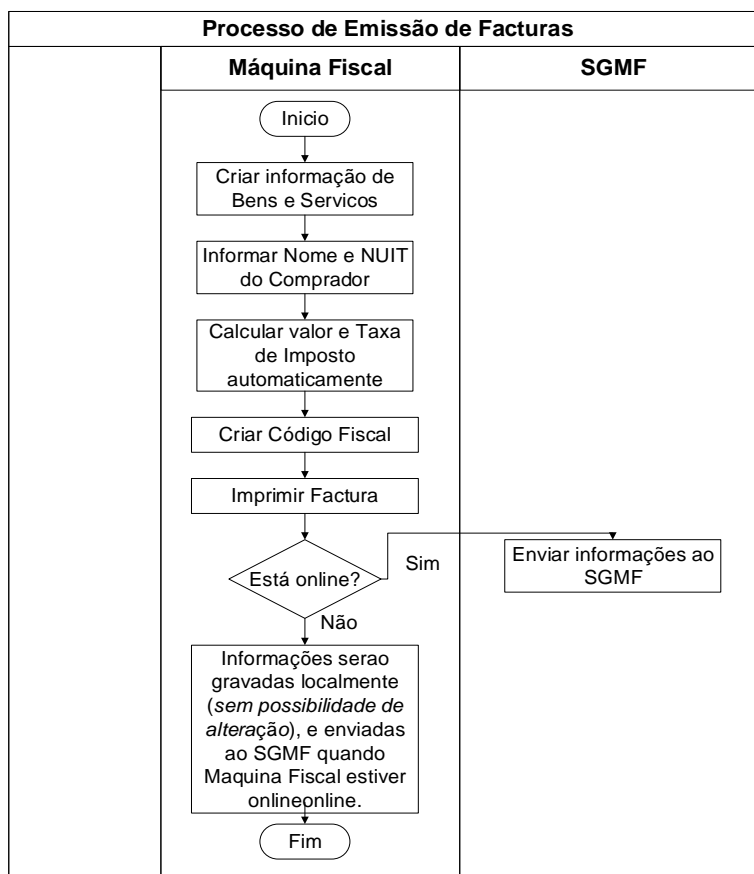 Processo de Emissão de Facturas
Máquina Fiscal
SGMF
Inicio
Criar informação de
Bens e Servicos
Informar Nome e NUIT
do Comprador
Calcular valor e Taxa
de Imposto
automaticamente
Criar Código Fiscal
Imprimir Factura
Está online?
Sim
Enviar informações ao
SGMF
Não
Informações serao
gravadas localmente
(sem possibilidade de
alteração), e enviadas
ao SGMF quando
Maquina Fiscal estiver
onlineonline.
Fim